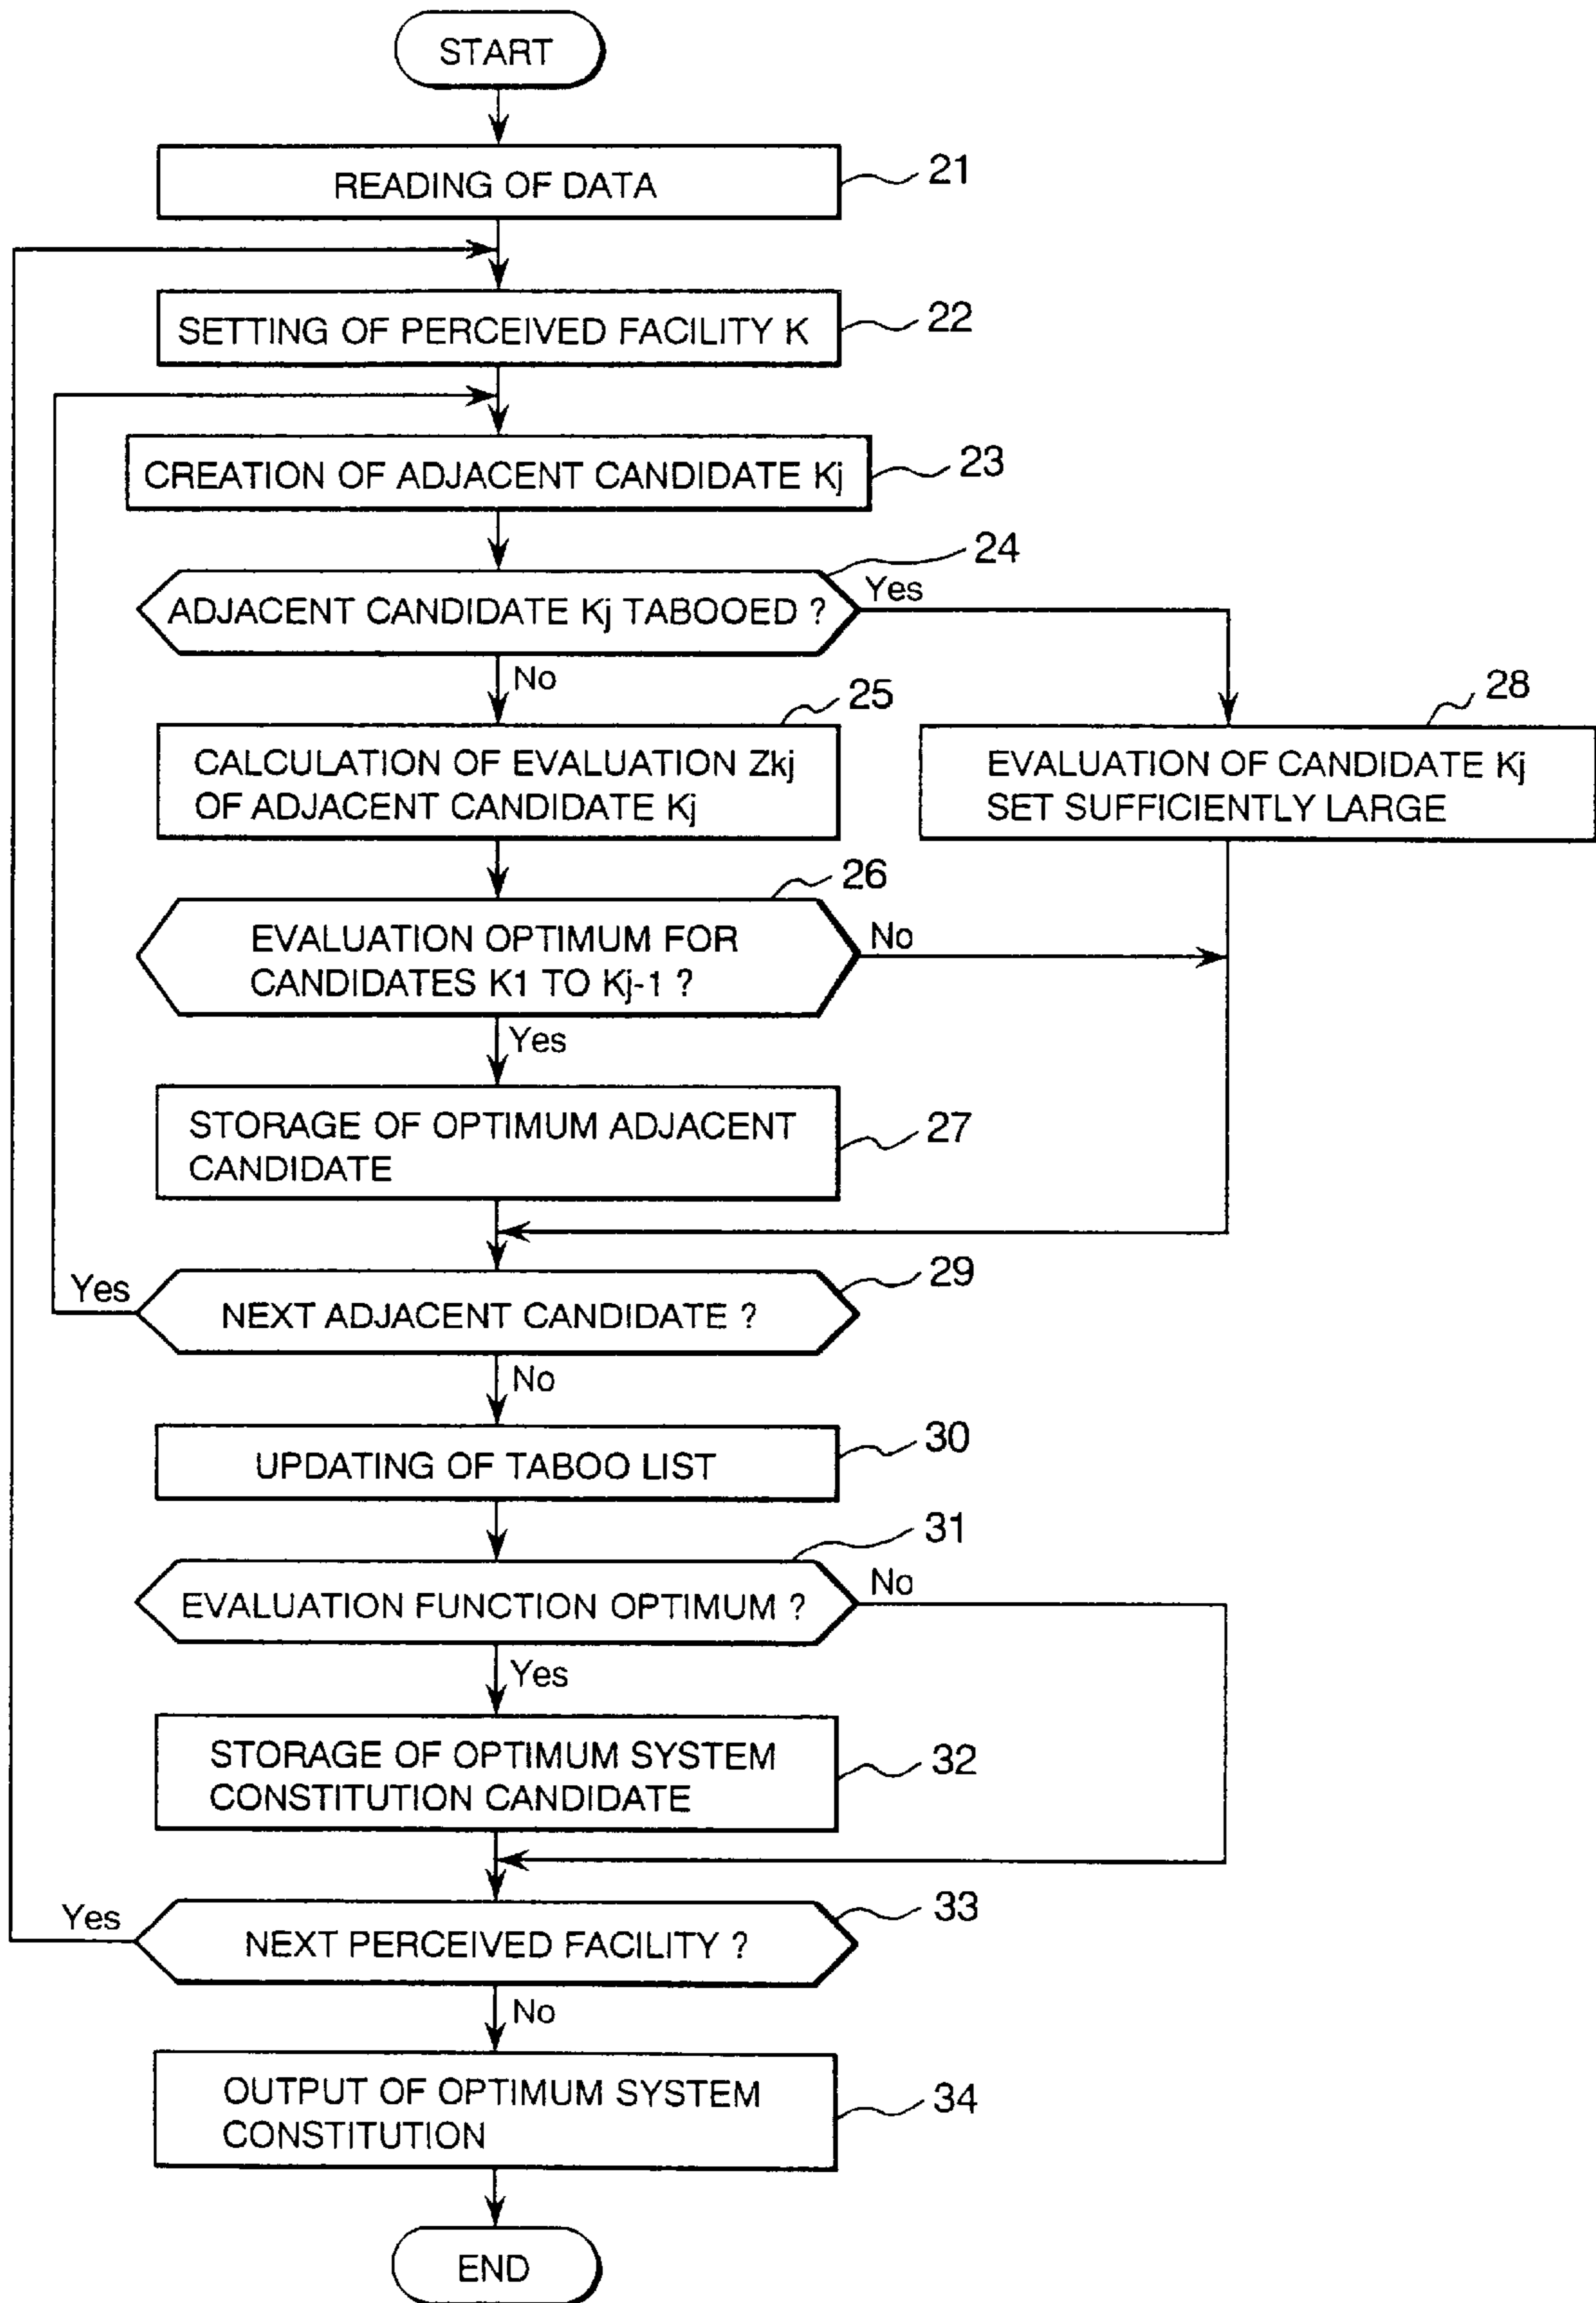 START
READING OF DATA
21
SETTING OF PERCEIVED FACILITY K
22
CREATION OF ADJACENT CANDIDATE Kj
23
24
ADJACENT CANDIDATE Kj TABOOED ?
Yes
No
25
CALCULATION OF EVALUATION Zkj
OF ADJACENT CANDIDATE Kj
28
EVALUATION OF CANDIDATE Kj
SET SUFFICIENTLY LARGE
26
EVALUATION OPTIMUM FOR
CANDIDATES K1 TO Kj-1 ?
No
Yes
STORAGE OF OPTIMUM ADJACENT
CANDIDATE
27
Yes
NEXT ADJACENT CANDIDATE ?
29
No
UPDATING OF TABOO LIST
30
31
EVALUATION FUNCTION OPTIMUM ?
No
Yes
STORAGE OF OPTIMUM SYSTEM
CONSTITUTION CANDIDATE
32
Yes
NEXT PERCEIVED FACILITY ?
33
No
OUTPUT OF OPTIMUM SYSTEM
CONSTITUTION
34
END